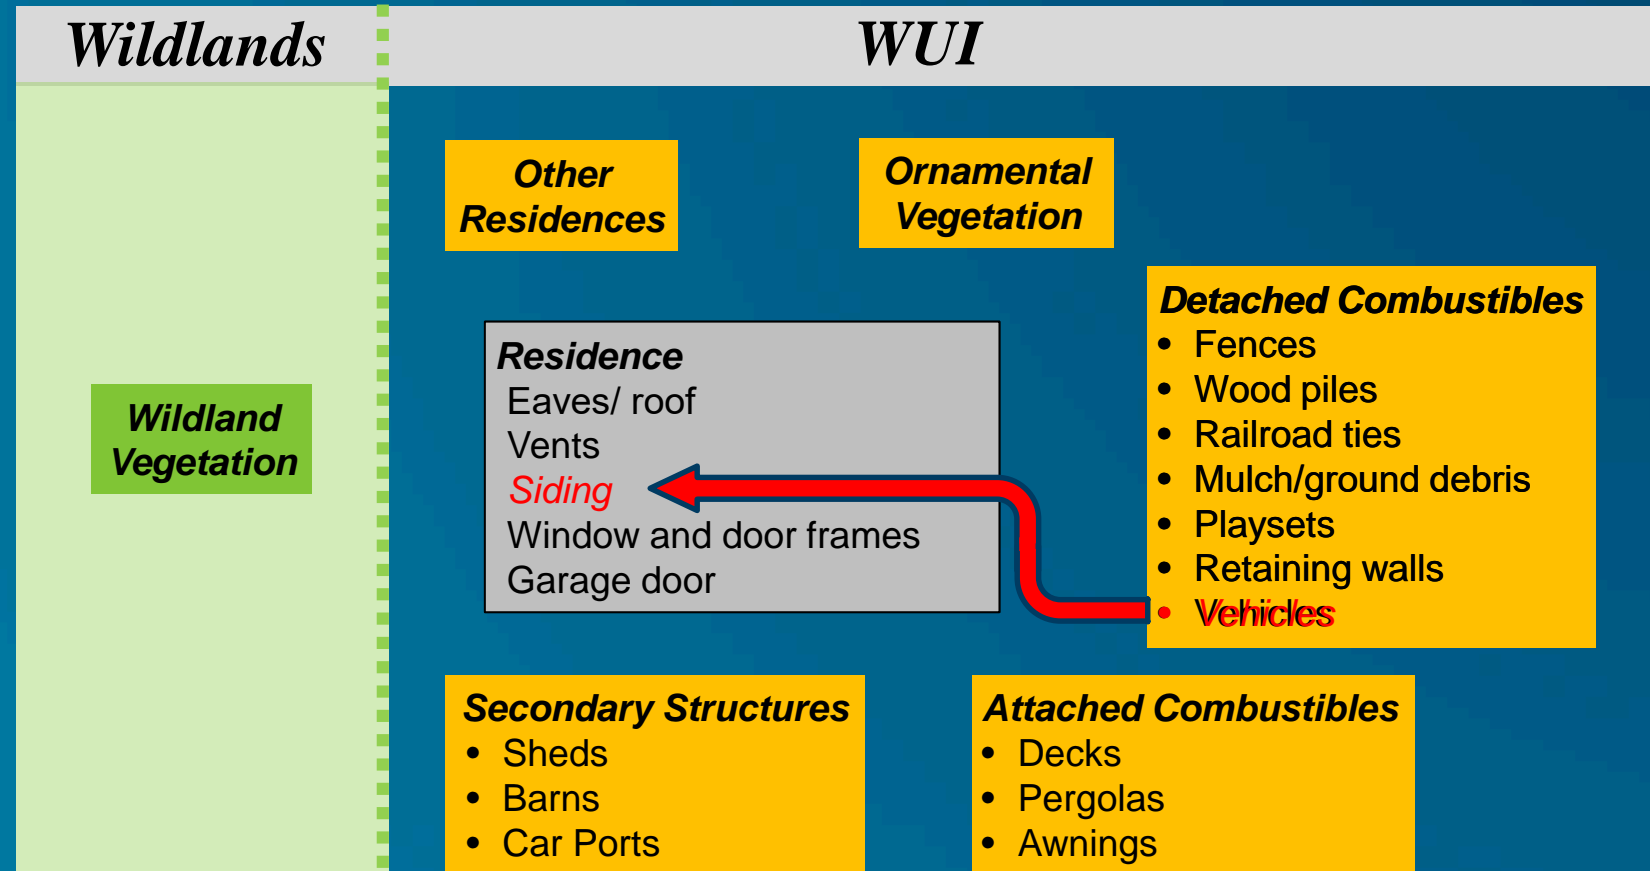 Wildlands
WUI
Other
Residences
Ornamental
Vegetation
Detached Combustibles
• Fences
• Wood piles
• Railroad ties
• Mulch/ground debris
• Playsets
• Retaining walls
• Vehicles
Residence
Eaves/ roof
Vents
Siding
Window and door frames
Garage door
Wildland
Vegetation
Secondary Structures
• Sheds
• Barns
• Car Ports
Attached Combustibles
• Decks
• Pergolas
• Awnings